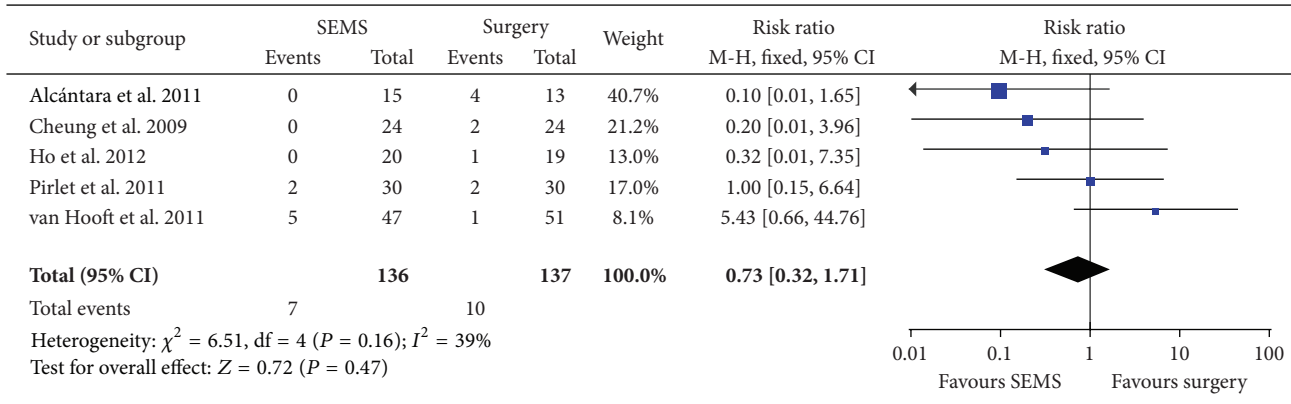 Study or subgroup SEMS Surgery Weight Risk ratio Risk ratio
Events Total Events Total M-H, fixed, 95% CI M-H, fixed, 95% CI
Alcántara et al. 2011 0 15 4 13 40.7% 0.10 [0.01, 1.65]
Cheung et al. 2009 0 24 2 24 21.2% 0.20 [0.01, 3.96]
Ho et al. 2012 0 20 1 19 13.0% 0.32 [0.01, 7.35]
Pirlet et al. 2011 2 30 2 30 17.0% 1.00 [0.15, 6.64]
van Hooft et al. 2011 5 47 1 51 8.1% 5.43 [0.66, 44.76]
Total (95% CI) 136 137 100.0% 0.73 [0.32, 1.71]
Total events 7 10
Heterogeneity: χ² = 6.51, df = 4 (P = 0.16); I² = 39%
Test for overall effect: Z = 0.72 (P = 0.47)
0.01 0.1 1 10 100
Favours SEMS Favours surgery